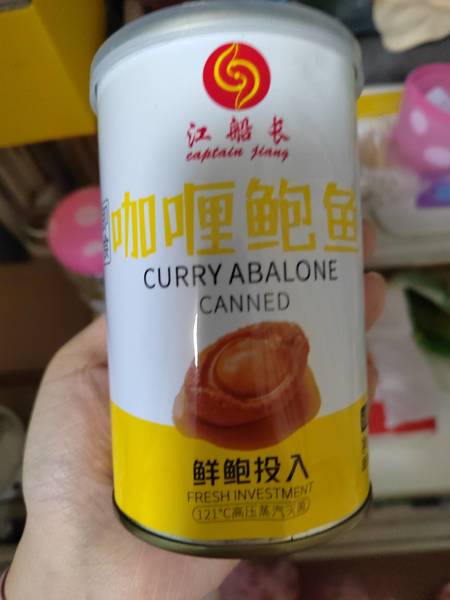 江船长
captain jiang
咖喱鲍鱼
CURRY ABALONE
CANNED
鲜鲍投入
FRESH INVESTMENT
121℃高压蒸汽灭菌